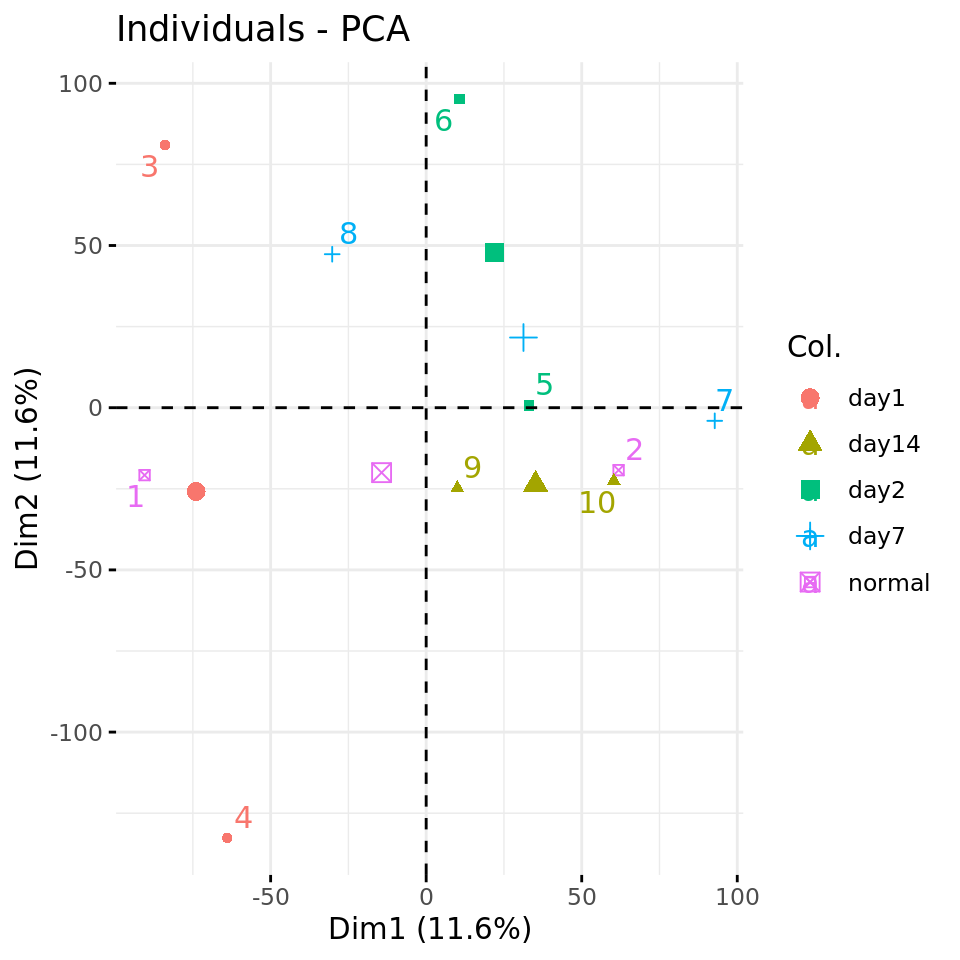 Individuals - PCA
100
50
0
-50
-100
Dim2 (11.6%)
3
6
8
5
7
9
2
10
1
4
-50
0
50
100
Dim1 (11.6%)
Col.
a day1
a day14
a day2
a day7
a normal